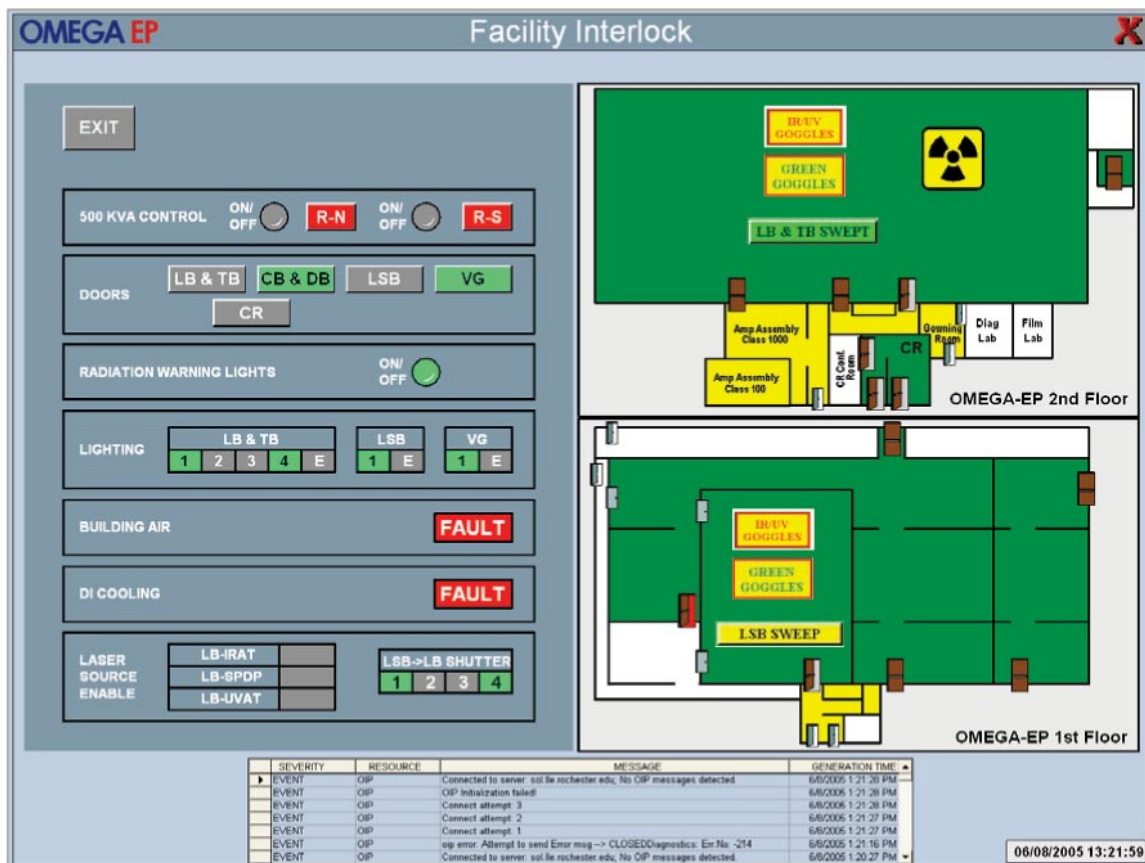 OMEGA EP
Facility Interlock
X
EXIT
500 KVA CONTROL
ON/
OFF
R-N
ON/
OFF
R-S
DOORS
LB & TB
CB & DB
LSB
VG
CR
RADIATION WARNING LIGHTS
ON/
OFF
LIGHTING
LB & TB
1 2 3 4 E
LSB
1 E
VG
1 E
BUILDING AIR
FAULT
DI COOLING
FAULT
LASER
SOURCE
ENABLE
LB-IRAT
LB-SPDP
LB-UVAT
LSB->LB SHUTTER
1 2 3 4
IR/UV
GOGGLES
GREEN
GOGGLES
LB & TB SWEPT
Amp Assembly
Class 1000
Amp Assembly
Class 100
CR Conf.
Room
CR
Gowning
Room
Diag
Lab
Film
Lab
OMEGA-EP 2nd Floor
IR/UV
GOGGLES
GREEN
GOGGLES
LSB SWEEP
OMEGA-EP 1st Floor
SEVERITY RESOURCE MESSAGE GENERATION TIME
EVENT OIP Connected to server: sol.lle.rochester.edu; No OIP messages detected. 6/8/2005 1:21:28 PM
EVENT OIP OIP Initialization failed! 6/8/2005 1:21:28 PM
EVENT OIP Connect attempt: 3 6/8/2005 1:21:28 PM
EVENT OIP Connect attempt: 2 6/8/2005 1:21:27 PM
EVENT OIP Connect attempt: 1 6/8/2005 1:21:27 PM
EVENT OIP oip error: Attempt to send Error msg --> CLOSEDDiagnostics: Err.No: -214 6/8/2005 1:21:16 PM
EVENT OIP Connected to server: sol.lle.rochester.edu; No OIP messages detected. 6/8/2005 1:20:27 PM
06/08/2005 13:21:59